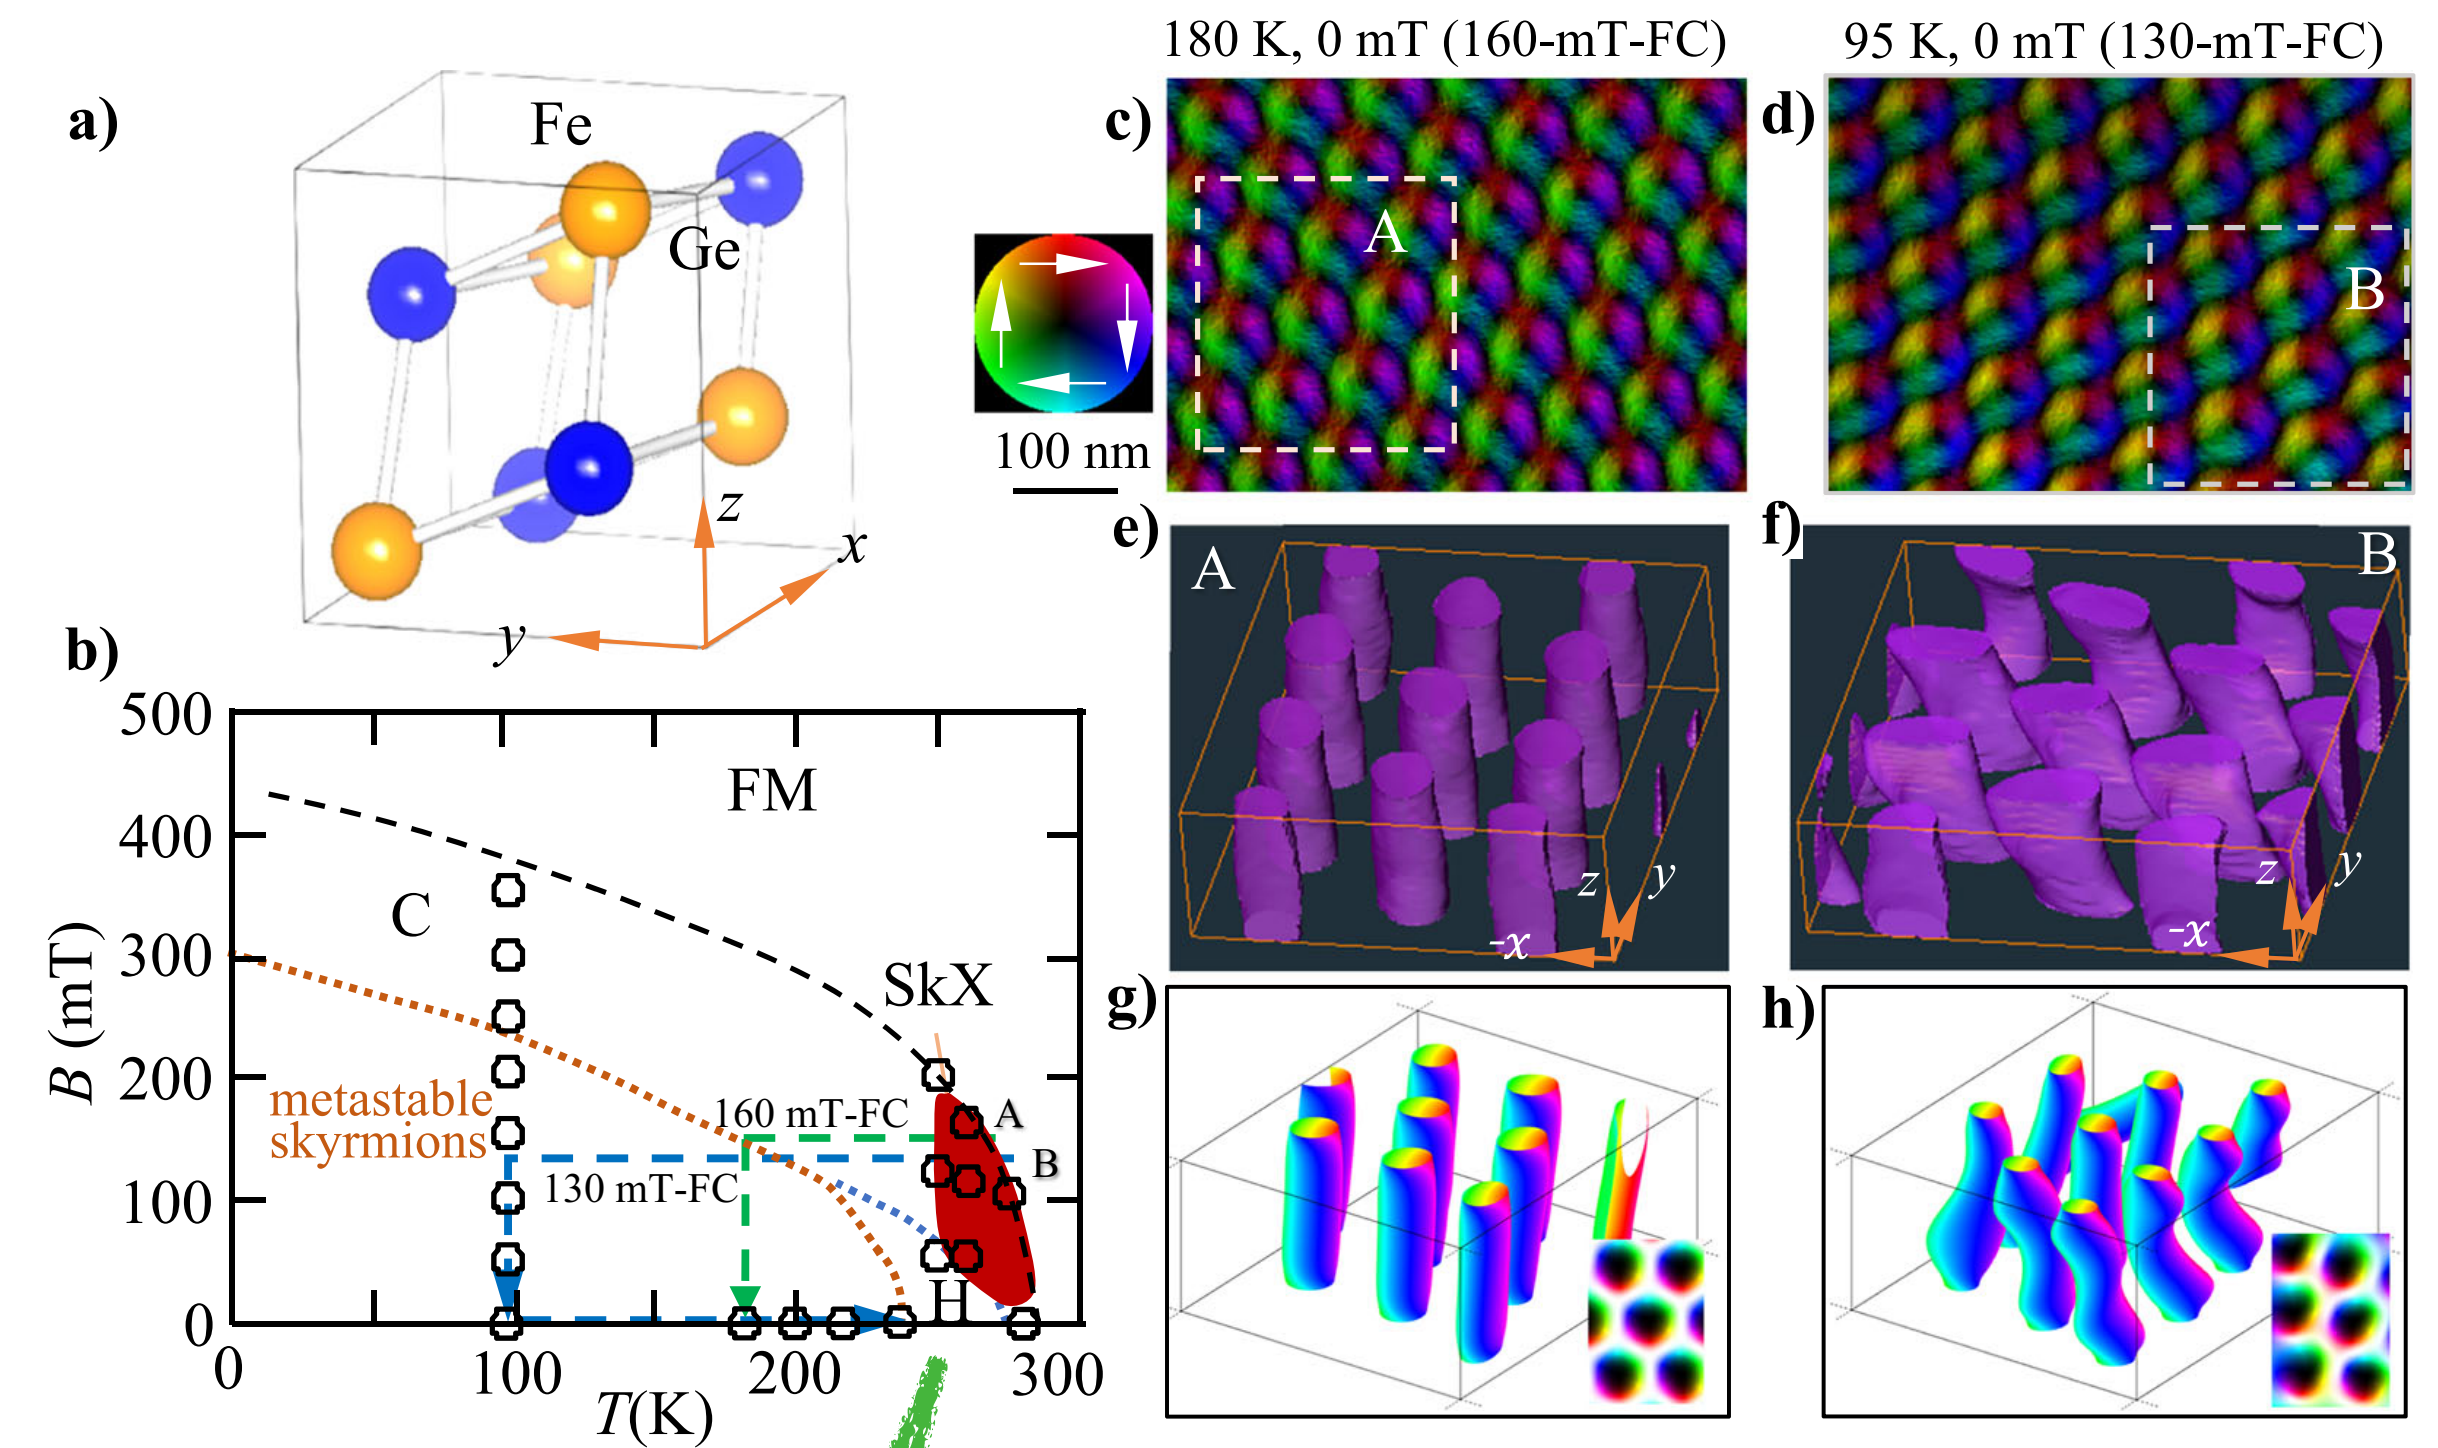 180 K, 0 mT (160-mT-FC)
95 K, 0 mT (130-mT-FC)
a)
Fe
Ge
z
x
y
c)
A
100 nm
d)
B
b)
500
400
300
200
100
0
B (mT)
FM
C
SkX
metastable
skyrmions
160 mT-FC
130 mT-FC
A
B
H
0
100
200
300
T(K)
e)
A
z
y
-x
f)
B
z
y
-x
g)
h)